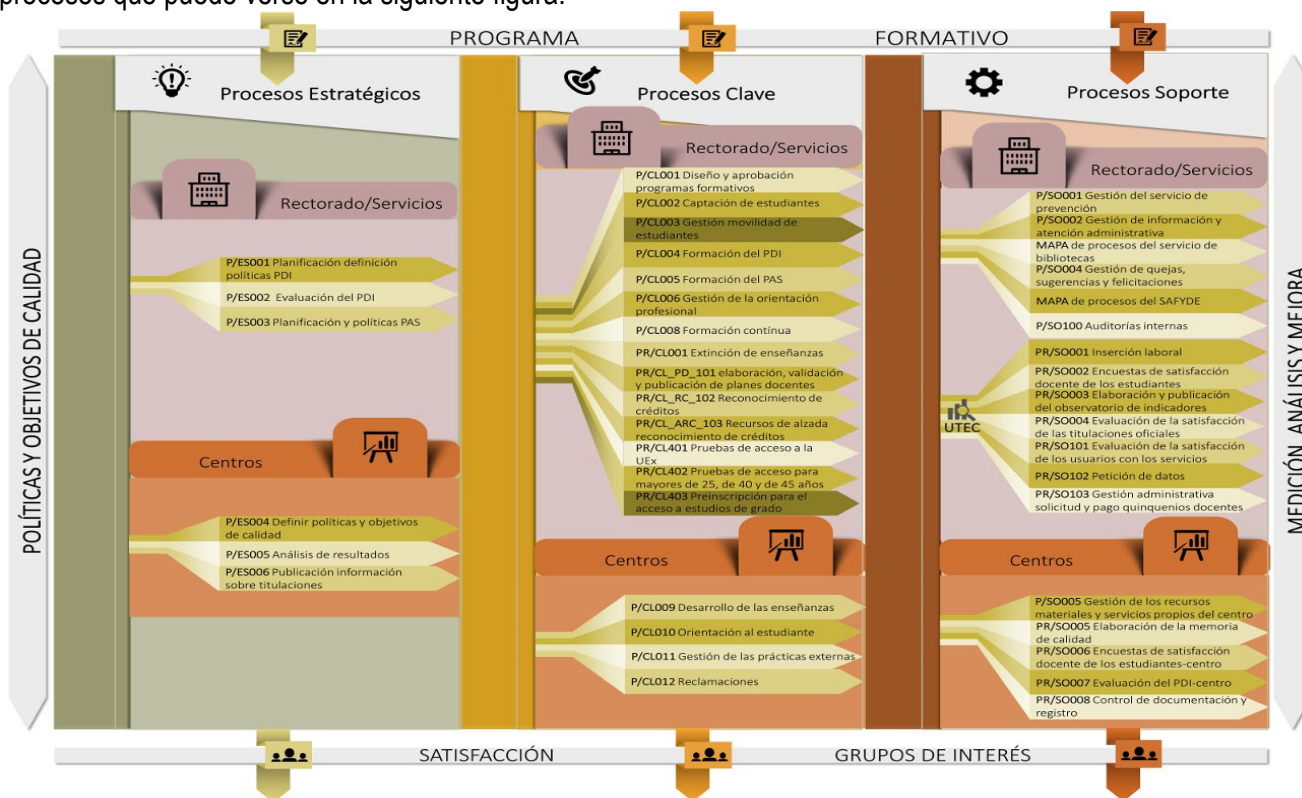 procesos que puede verse en la siguiente figura:
PROGRAMA
FORMATIVO
POLÍTICAS Y OBJETIVOS DE CALIDAD
Procesos Estratégicos
Rectorado/Servicios
P/ES001 Planificación definición
políticas PDI
P/ES002 Evaluación del PDI
P/ES003 Planificación y políticas PAS
Centros
P/ES004 Definir políticas y objetivos
de calidad
P/ES005 Análisis de resultados
P/ES006 Publicación información
sobre titulaciones
Procesos Clave
Rectorado/Servicios
P/CL001 Diseño y aprobación
programas formativos
P/CL002 Captación de estudiantes
P/CL003 Gestión movilidad de
estudiantes
P/CL004 Formación del PDI
P/CL005 Formación del PAS
P/CL006 Gestión de la orientación
profesional
P/CL008 Formación contínua
PR/CL001 Extinción de enseñanzas
PR/CL_PD_101 elaboración, validación
y publicación de planes docentes
PR/CL_RC_102 Reconocimiento de
créditos
PR/CL_ARC_103 Recursos de alzada
reconocimiento de créditos
PR/CL401 Pruebas de acceso a la
UEx
PR/CL402 Pruebas de acceso para
mayores de 25, de 40 y de 45 años
PR/CL403 Preinscripción para el
acceso a estudios de grado
Centros
P/CL009 Desarrollo de las enseñanzas
P/CL010 Orientación al estudiante
P/CL011 Gestión de las prácticas externas
P/CL012 Reclamaciones
Procesos Soporte
Rectorado/Servicios
P/SO001 Gestión del servicio de
prevención
P/SO002 Gestión de información y
atención administrativa
MAPA de procesos del servicio de
bibliotecas
P/SO004 Gestión de quejas,
sugerencias y felicitaciones
MAPA de procesos del SAFYDE
P/SO100 Auditorías internas
UTEC
PR/SO001 Inserción laboral
PR/SO002 Encuestas de satisfacción
docente de los estudiantes
PR/SO003 Elaboración y publicación
del observatorio de indicadores
PR/SO004 Evaluación de la satisfacción
de las titulaciones oficiales
PR/SO101 Evaluación de la satisfacción
de los usuarios con los servicios
PR/SO102 Petición de datos
PR/SO103 Gestión administrativa
solicitud y pago quinquenios docentes
Centros
P/SO005 Gestión de los recursos
materiales y servicios propios del centro
PR/SO005 Elaboración de la memoria
de calidad
PR/SO006 Encuestas de satisfacción
docente de los estudiantes-centro
PR/SO007 Evaluación del PDI-centro
PR/SO008 Control de documentación y
registro
MEDICIÓN, ANÁLISIS Y MEJORA
SATISFACCIÓN
GRUPOS DE INTERÉS